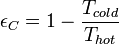 ϵ_C = 1 − T_cold / T_hot